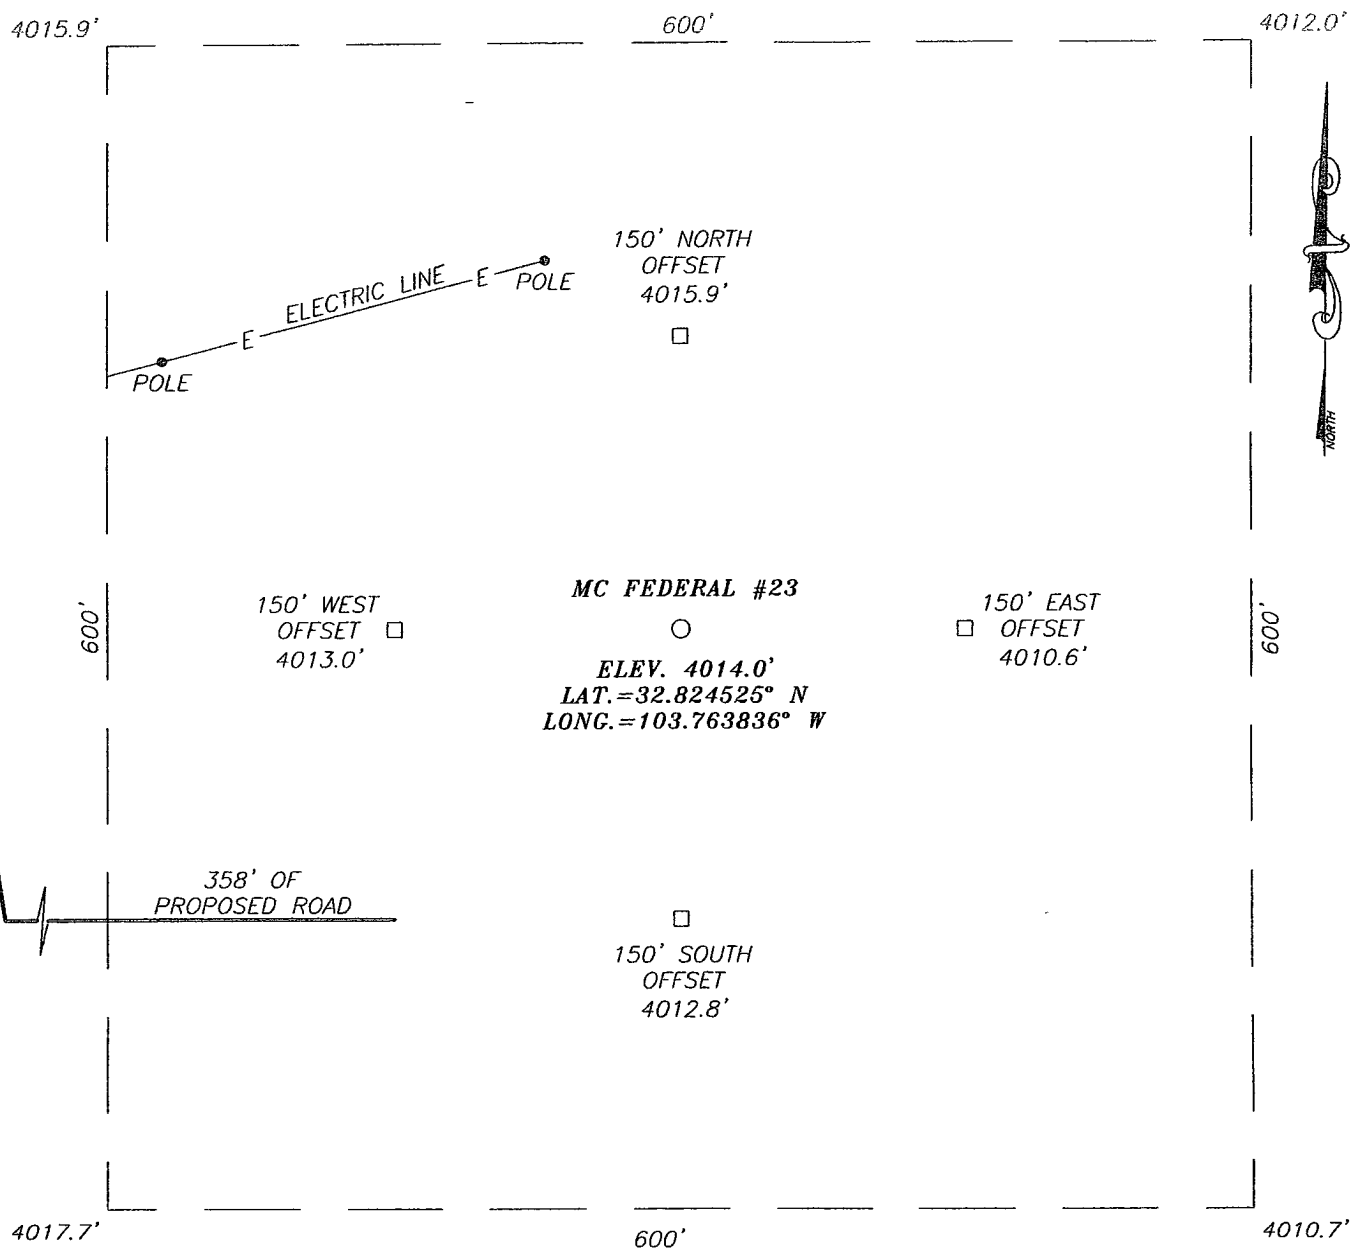 4015.9'
600'
4012.0'
150' NORTH
OFFSET
4015.9'
E
ELECTRIC LINE
E
POLE
POLE
NORTH
600'
150' WEST
OFFSET
4013.0'
MC FEDERAL #23
ELEV. 4014.0'
LAT.=32.824525° N
LONG.=103.763836° W
150' EAST
OFFSET
4010.6'
600'
358' OF
PROPOSED ROAD
150' SOUTH
OFFSET
4012.8'
4017.7'
600'
4010.7'